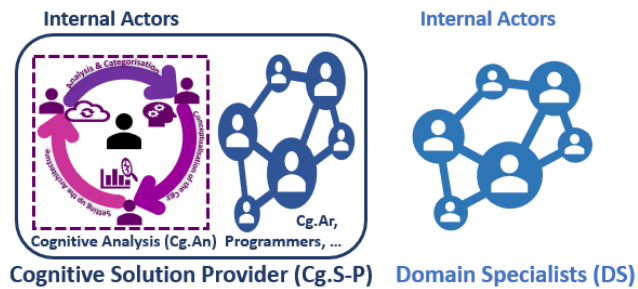 Internal Actors
Internal Actors
Analysis & Categorisation
Conceptualisation of the C&F
Setting up the Architecture
Cg.Ar,
Cognitive Analysis (Cg.An)
Programmers, ...
Cognitive Solution Provider (Cg.S-P)
Domain Specialists (DS)